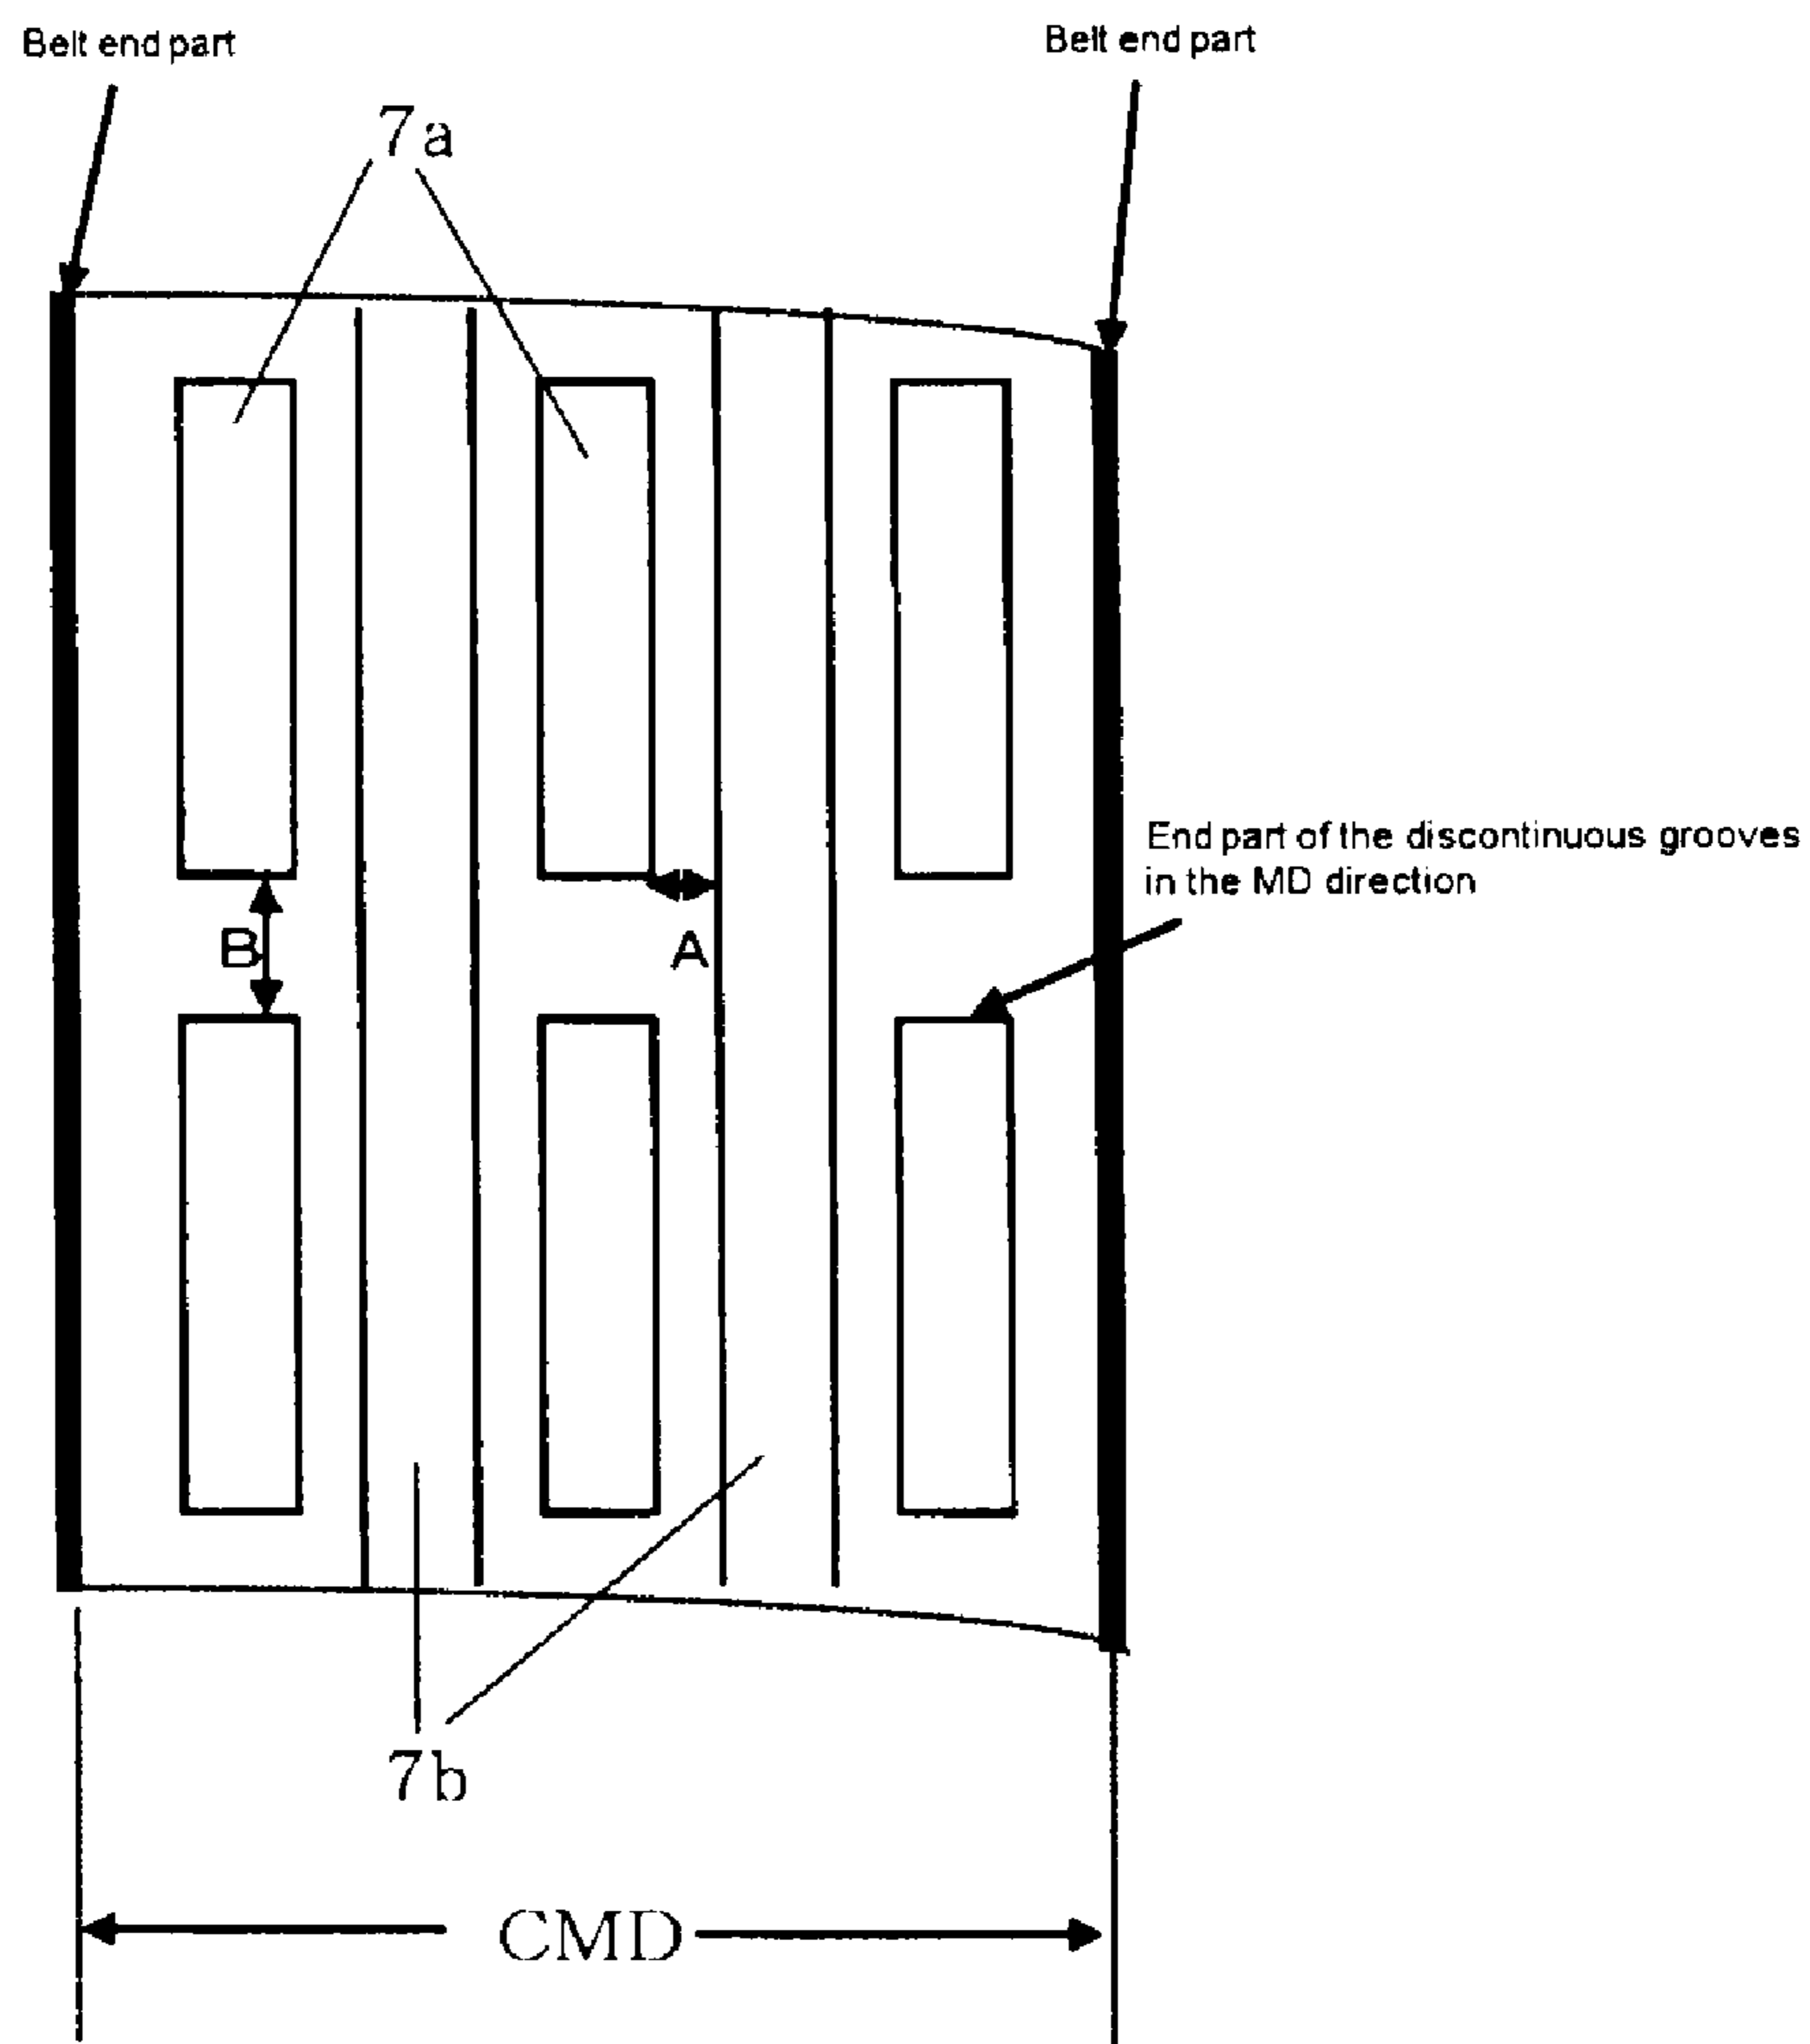 Belt end part
Belt end part
7a
End part of the discontinuous grooves
in the MD direction
B
A
7b
CMD